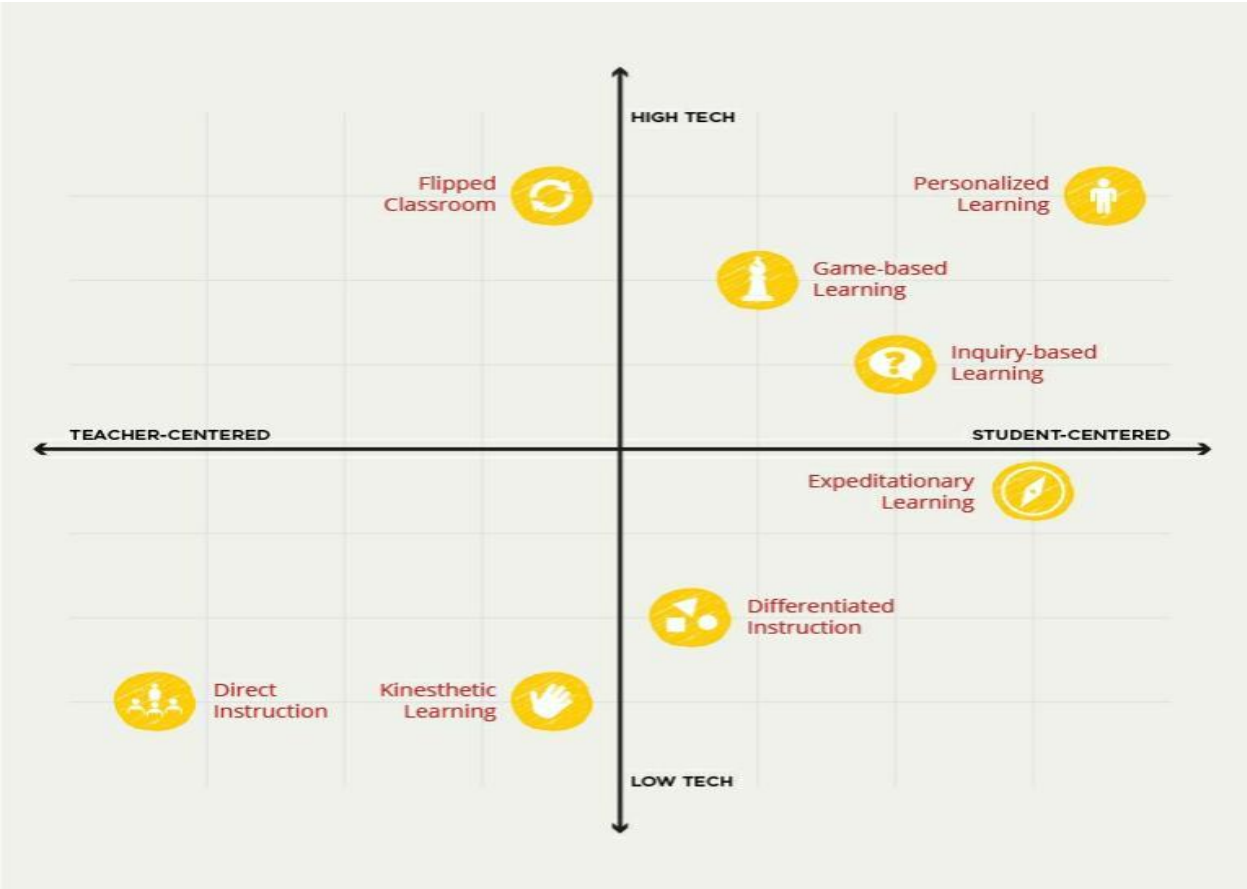 HIGH TECH
Flipped
Classroom
Personalized
Learning
Game-based
Learning
Inquiry-based
Learning
TEACHER-CENTERED
STUDENT-CENTERED
Expeditationary
Learning
Differentiated
Instruction
Direct
Instruction
Kinesthetic
Learning
LOW TECH